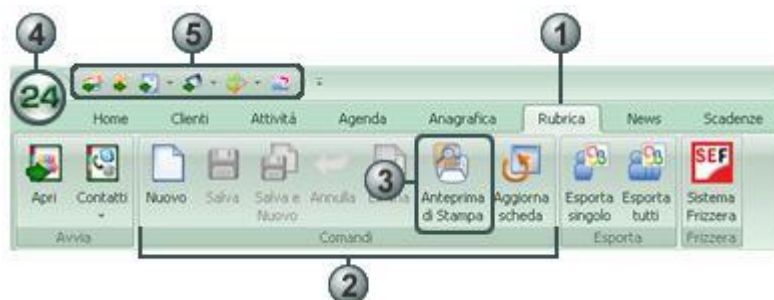 4 5 1
24
Home Clienti Attività Agenda Anagrafica Rubrica News Scadenze
3
SEF
Apri Contatti Nuovo Salva Salva e Nuovo Annulla Anteprima di Stampa Aggiorna scheda Esporta singolo Esporta tutti Sistema Frizzera
Avvia Comandi Esporta Frizzera
2